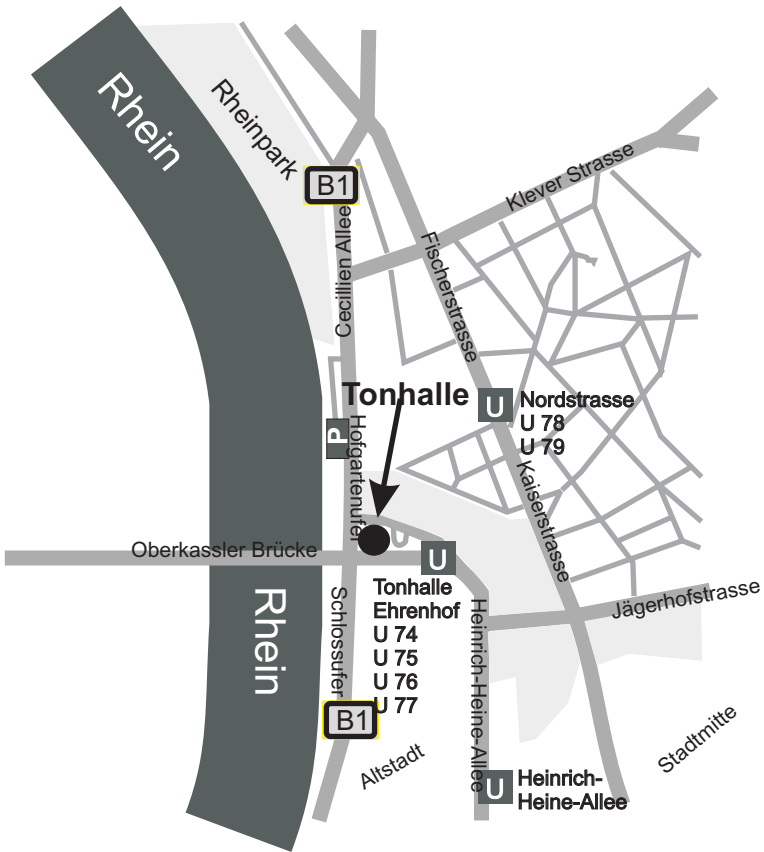 Rhein
Rheinpark
B1
Klever Strasse
Cecillien Allee
Fischerstrasse
Tonhalle
U
Nordstrasse
U 78
U 79
P
Hofgartenufer
Kaiserstrasse
Oberkassler Brücke
U
Tonhalle
Ehrenhof
U 74
U 75
U 76
U 77
Rhein
Schlossufer
Heinrich-Heine-Allee
Jägerhofstrasse
B1
Altstadt
Stadtmitte
U
Heinrich-
Heine-Allee